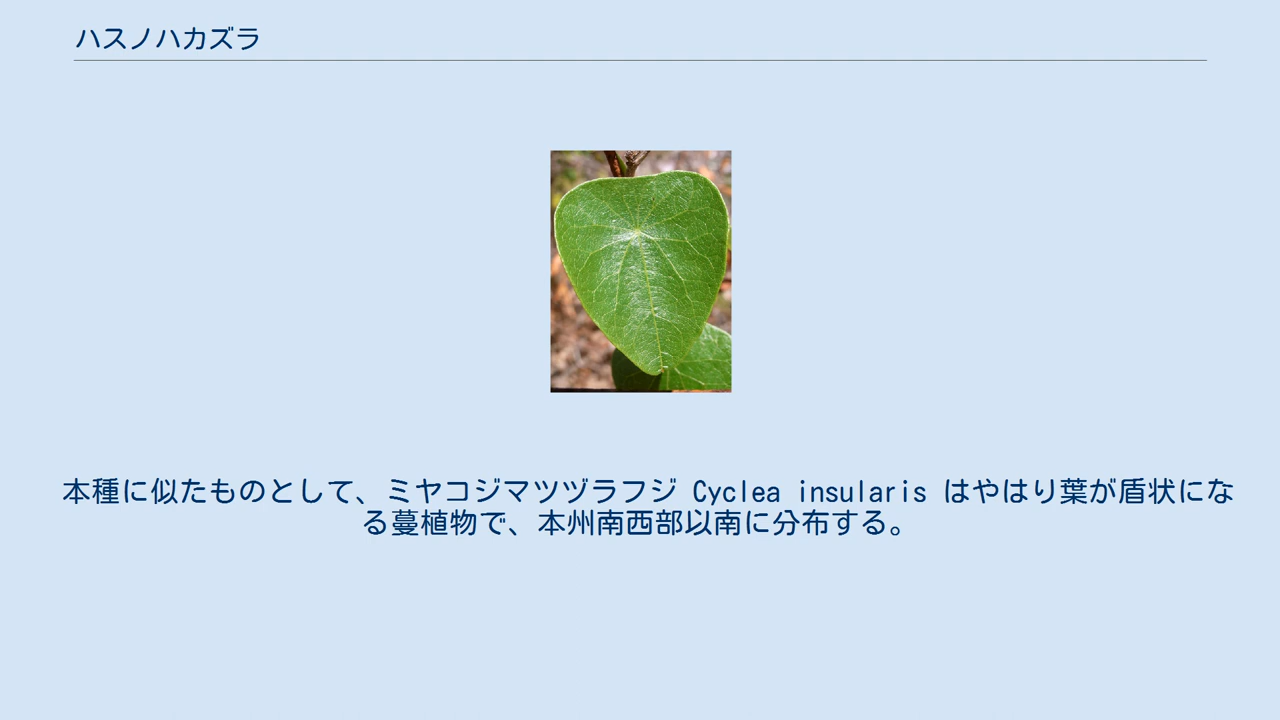 ハスノハカズラ
本種に似たものとして、ミヤコジマツヅラフジ Cyclea insularis はやはり葉が盾状にな
る蔓植物で、本州南西部以南に分布する。